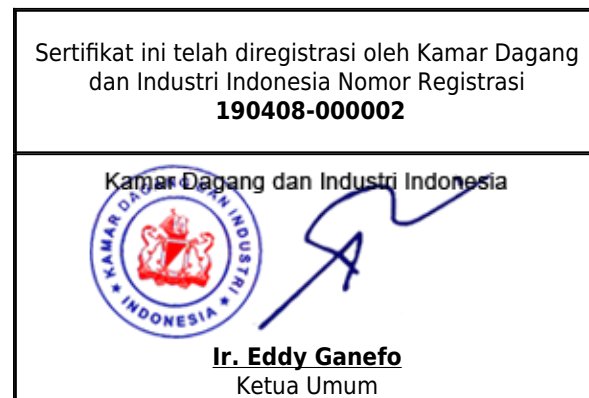 Sertifikat ini telah diregistrasi oleh Kamar Dagang
dan Industri Indonesia Nomor Registrasi
190408-000002
Kamar Dagang dan Industri Indonesia
KAMAR DAGANG DAN INDUSTRI
INDONESIA
Ir. Eddy Ganefo
Ketua Umum